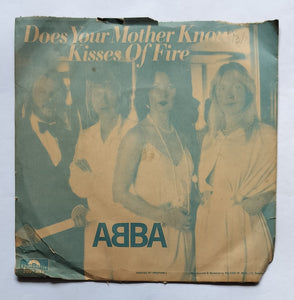 Does Your Mother Know
Kisses Of Fire
ABBA